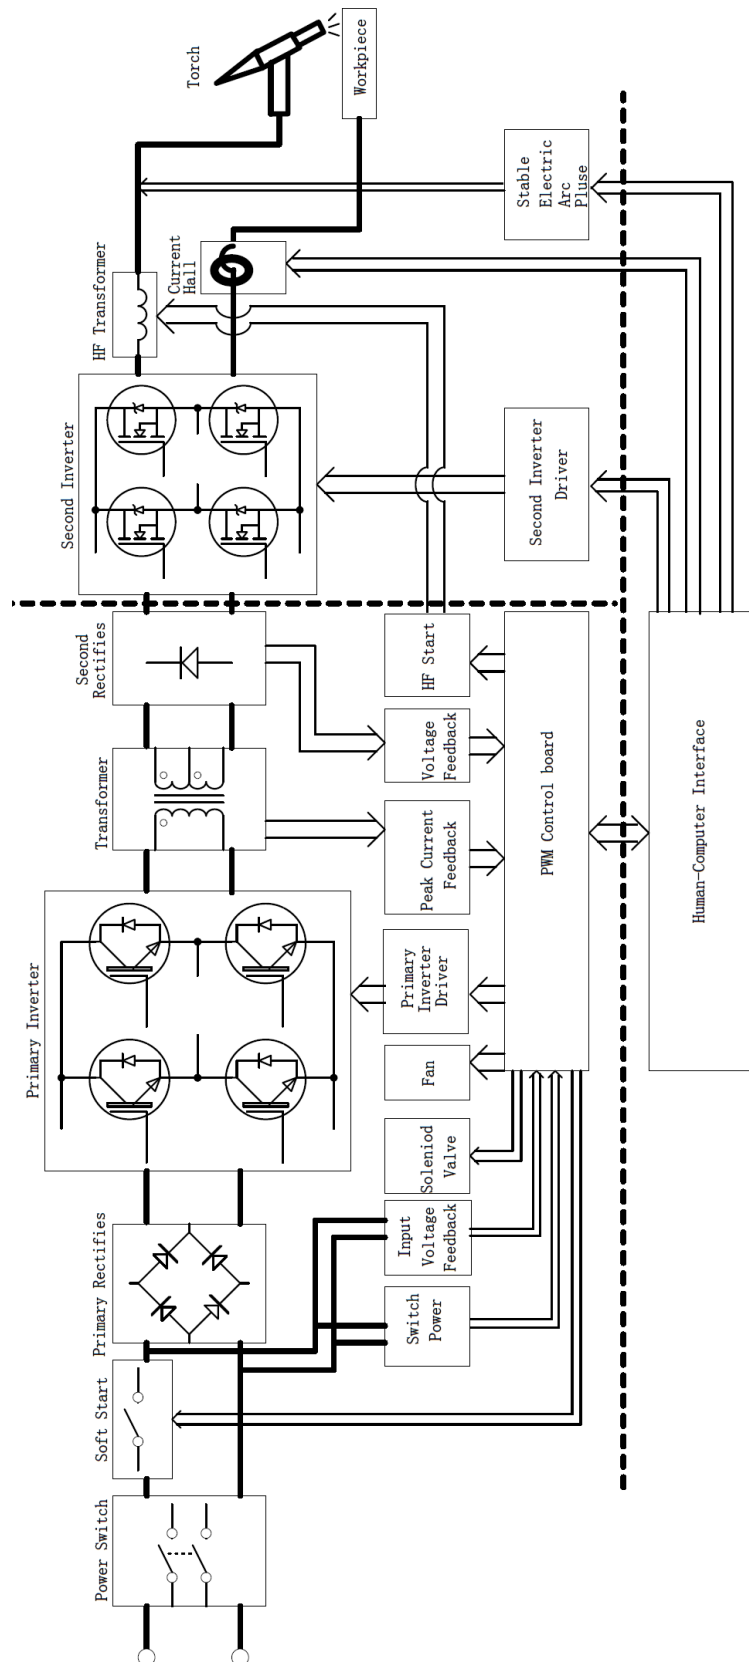 Torch
Workpiece
HF Transformer
Current
Hall
Stable
Electric
Arc
Pluse
Second Inverter
Second Inverter
Driver
Second
Rectifies
HF Start
Transformer
Voltage
Feedback
Peak Current
Feedback
PWM Control board
Human-Computer Interface
Primary Inverter
Primary
Inverter
Driver
Fan
Soleniod
Valve
Primary Rectifies
Input
Voltage
Feedback
Switch
Power
Soft Start
Power Switch